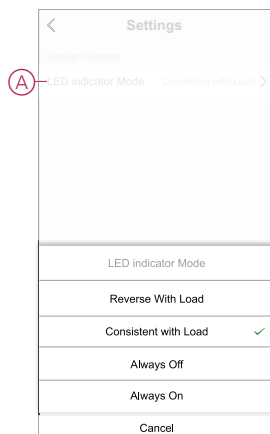 Settings
Backlight Settings
A LED indicator Mode Consistent with Load
LED indicator Mode
Reverse With Load
Consistent with Load
Always Off
Always On
Cancel